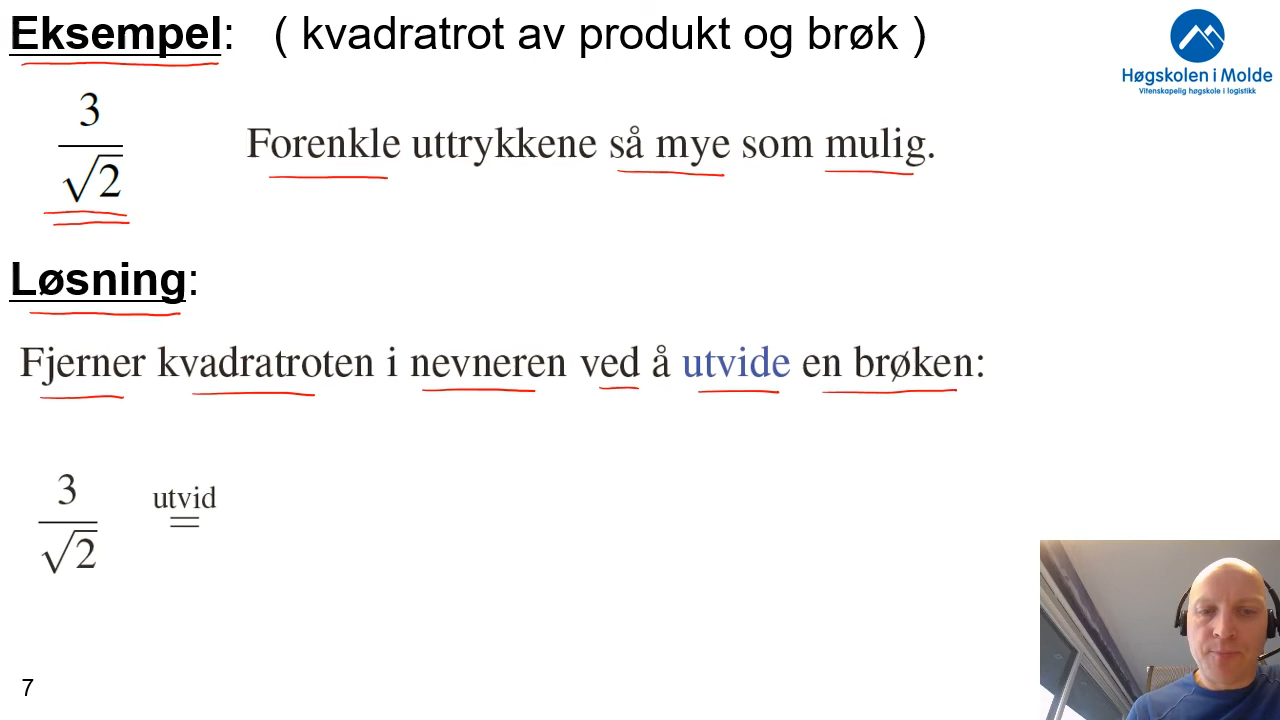 Eksempel: ( kvadratrot av produkt og brøk )
Høgskolen i Molde
Vitenskapelig høgskole i logistikk
3
√2
Forenkle uttrykkene så mye som mulig.
Løsning:
Fjerner kvadratroten i nevneren ved å utvide en brøken:
3
√2
utvid
=
7